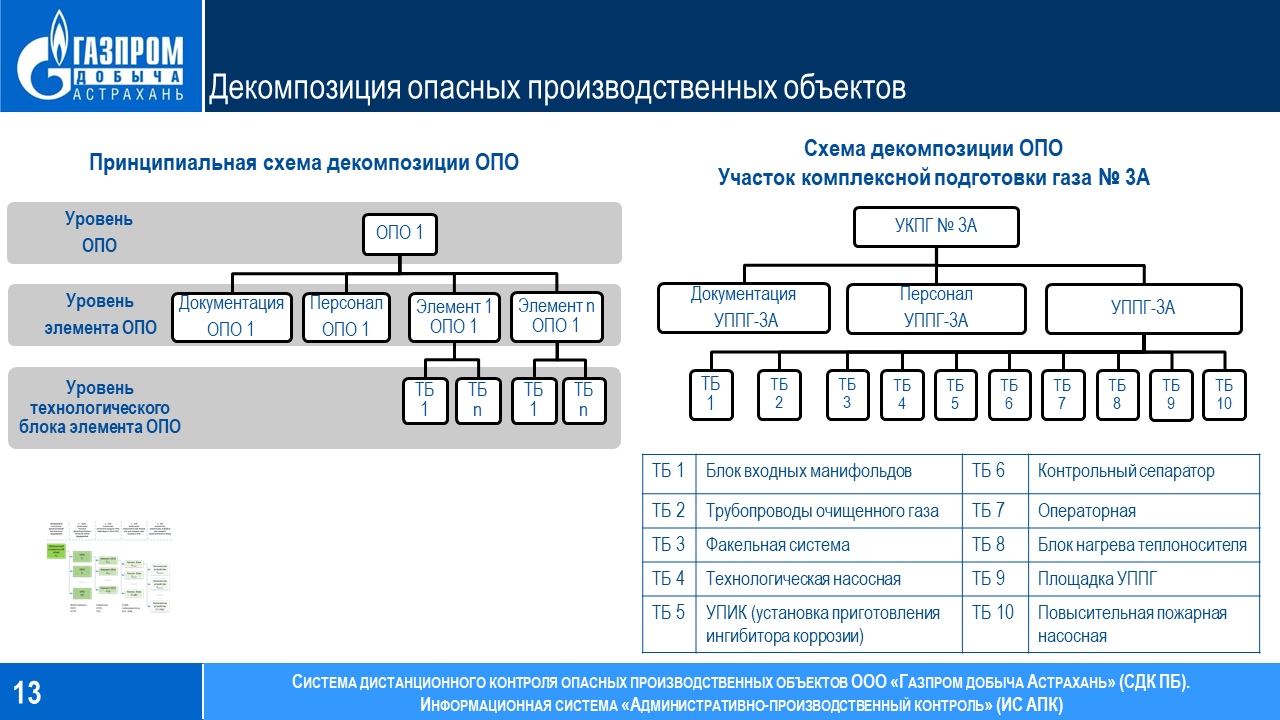 ГАЗПРОМ
ДОБЫЧА
АСТРАХАНЬ
Декомпозиция опасных производственных объектов
Принципиальная схема декомпозиции ОПО
Уровень
ОПО
ОПО 1
Уровень
элемента ОПО
Документация
ОПО 1
Персонал
ОПО 1
Элемент 1
ОПО 1
Элемент n
ОПО 1
Уровень
технологического
блока элемента ОПО
ТБ
1
ТБ
n
ТБ
1
ТБ
n
Схема декомпозиции ОПО
Участок комплексной подготовки газа № 3А
УКПГ № 3А
Документация
УППГ-3А
Персонал
УППГ-3А
УППГ-3А
ТБ
1
ТБ
2
ТБ
3
ТБ
4
ТБ
5
ТБ
6
ТБ
7
ТБ
8
ТБ
9
ТБ
10
ТБ 1 Блок входных манифольдов ТБ 6 Контрольный сепаратор
ТБ 2 Трубопроводы очищенного газа ТБ 7 Операторная
ТБ 3 Факельная система ТБ 8 Блок нагрева теплоносителя
ТБ 4 Технологическая насосная ТБ 9 Площадка УППГ
ТБ 5 УПИК (установка приготовления ТБ 10 Повысительная пожарная
ингибитора коррозии) насосная
13
СИСТЕМА ДИСТАНЦИОННОГО КОНТРОЛЯ ОПАСНЫХ ПРОИЗВОДСТВЕННЫХ ОБЪЕКТОВ ООО «ГАЗПРОМ ДОБЫЧА АСТРАХАНЬ» (СДК ПБ).
ИНФОРМАЦИОННАЯ СИСТЕМА «АДМИНИСТРАТИВНО-ПРОИЗВОДСТВЕННЫЙ КОНТРОЛЬ» (ИС АПК)